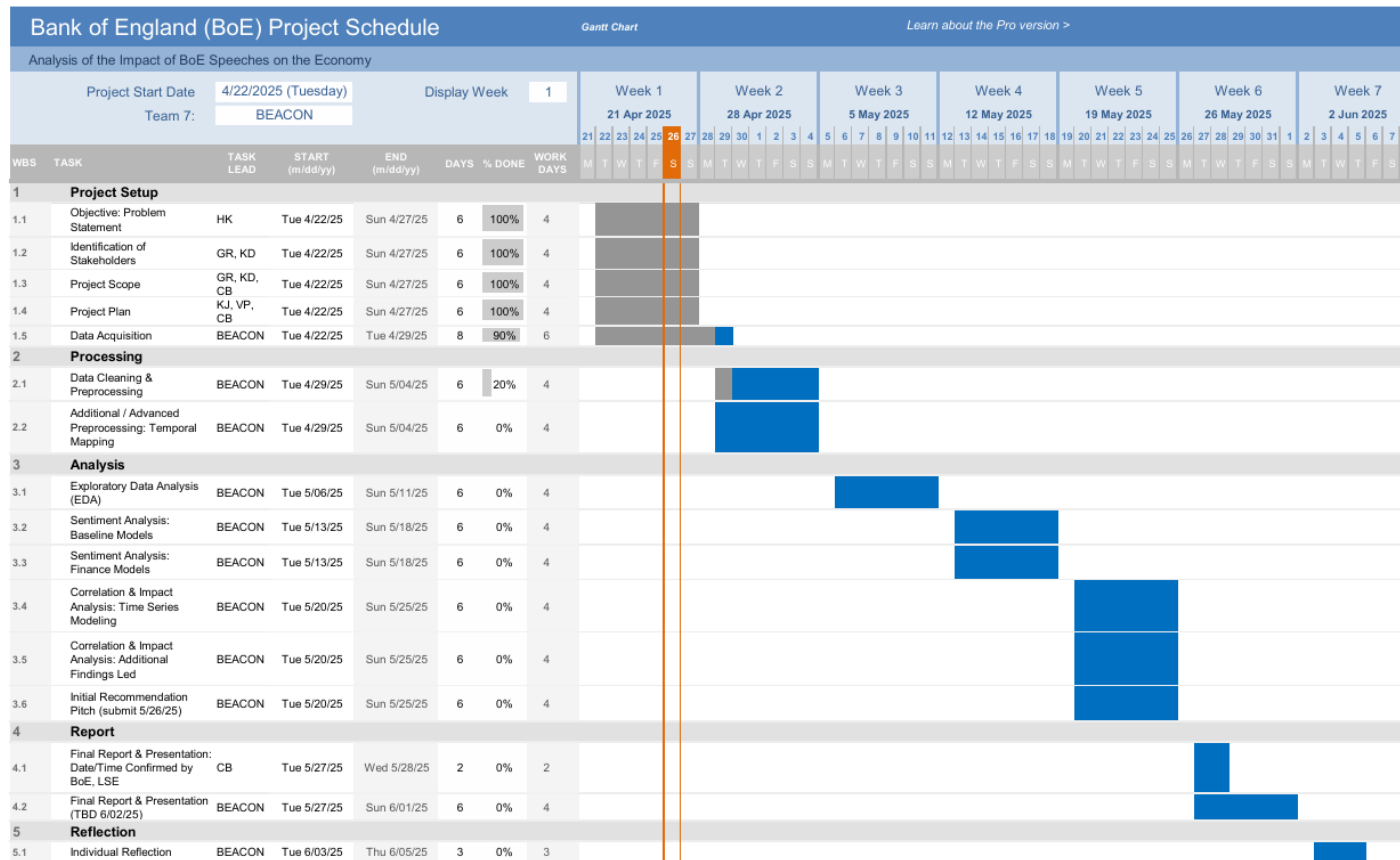 Bank of England (BoE) Project Schedule Gantt Chart Learn about the Pro version >
Analysis of the Impact of BoE Speeches on the Economy
Project Start Date 4/22/2025 (Tuesday) Display Week 1 Week 1 Week 2 Week 3 Week 4 Week 5 Week 6 Week 7
Team 7: BEACON 21 Apr 2025 28 Apr 2025 5 May 2025 12 May 2025 19 May 2025 26 May 2025 2 Jun 2025
21 22 23 24 25 26 27 28 29 30 1 2 3 4 5 6 7 8 9 10 11 12 13 14 15 16 17 18 19 20 21 22 23 24 25 26 27 28 29 30 31 1 2 3 4 5 6 7
WBS TASK TASK LEAD START (m/dd/yy) END (m/dd/yy) DAYS % DONE WORK DAYS M T W T F S S M T W T F S S M T W T F S S M T W T F S S M T W T F S S M T W T F S S M T W T F S
1 Project Setup
1.1 Objective: Problem Statement HK Tue 4/22/25 Sun 4/27/25 6 100% 4
1.2 Identification of Stakeholders GR, KD Tue 4/22/25 Sun 4/27/25 6 100% 4
1.3 Project Scope GR, KD, CB Tue 4/22/25 Sun 4/27/25 6 100% 4
1.4 Project Plan KJ, VP, CB Tue 4/22/25 Sun 4/27/25 6 100% 4
1.5 Data Acquisition BEACON Tue 4/22/25 Tue 4/29/25 8 90% 6
2 Processing
2.1 Data Cleaning & Preprocessing BEACON Tue 4/29/25 Sun 5/04/25 6 20% 4
2.2 Additional / Advanced Preprocessing: Temporal Mapping BEACON Tue 4/29/25 Sun 5/04/25 6 0% 4
3 Analysis
3.1 Exploratory Data Analysis (EDA) BEACON Tue 5/06/25 Sun 5/11/25 6 0% 4
3.2 Sentiment Analysis: Baseline Models BEACON Tue 5/13/25 Sun 5/18/25 6 0% 4
3.3 Sentiment Analysis: Finance Models BEACON Tue 5/13/25 Sun 5/18/25 6 0% 4
3.4 Correlation & Impact Analysis: Time Series Modeling BEACON Tue 5/20/25 Sun 5/25/25 6 0% 4
3.5 Correlation & Impact Analysis: Additional Findings Led BEACON Tue 5/20/25 Sun 5/25/25 6 0% 4
3.6 Initial Recommendation Pitch (submit 5/26/25) BEACON Tue 5/20/25 Sun 5/25/25 6 0% 4
4 Report
4.1 Final Report & Presentation: Date/Time Confirmed by BoE, LSE CB Tue 5/27/25 Wed 5/28/25 2 0% 2
4.2 Final Report & Presentation (TBD 6/02/25) BEACON Tue 5/27/25 Sun 6/01/25 6 0% 4
5 Reflection
5.1 Individual Reflection BEACON Tue 6/03/25 Thu 6/05/25 3 0% 3